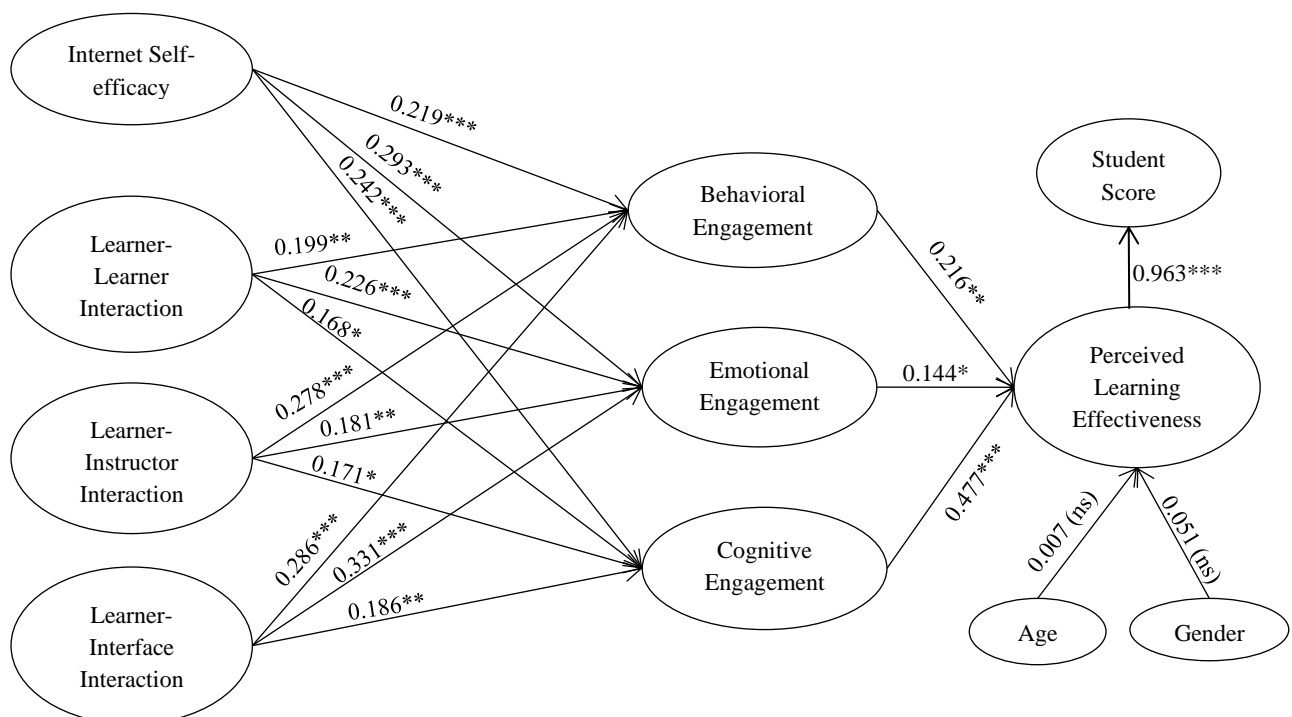 Internet Self-
efficacy
Learner-
Learner
Interaction
Learner-
Instructor
Interaction
Learner-
Interface
Interaction
0.219***
0.293***
0.242***
0.199**
0.226***
0.168*
0.278***
0.181**
0.171*
0.286***
0.331***
0.186**
Behavioral
Engagement
Emotional
Engagement
Cognitive
Engagement
0.216**
0.144*
0.477***
Student
Score
0.963***
Perceived
Learning
Effectiveness
0.007 (ns)
0.051 (ns)
Age
Gender